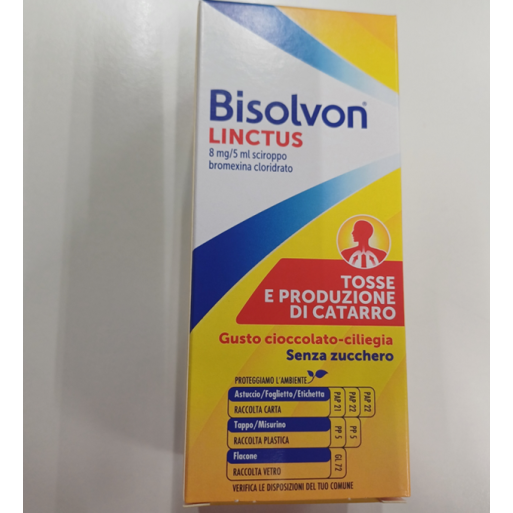 Bisolvon®
LINCTUS
8 mg/5 ml sciroppo
bromexina cloridrato
TOSSE
E PRODUZIONE
DI CATARRO
Gusto cioccolato-ciliegia
Senza zucchero
PROTEGGIAMO L'AMBIENTE
Astuccio/Foglietto/Etichetta
RACCOLTA CARTA
PAP 21
PAP 22
PAP 22
Tappo/Misurino
RACCOLTA PLASTICA
PP 5
PP 5
Flacone
RACCOLTA VETRO
GL 72
VERIFICA LE DISPOSIZIONI DEL TUO COMUNE